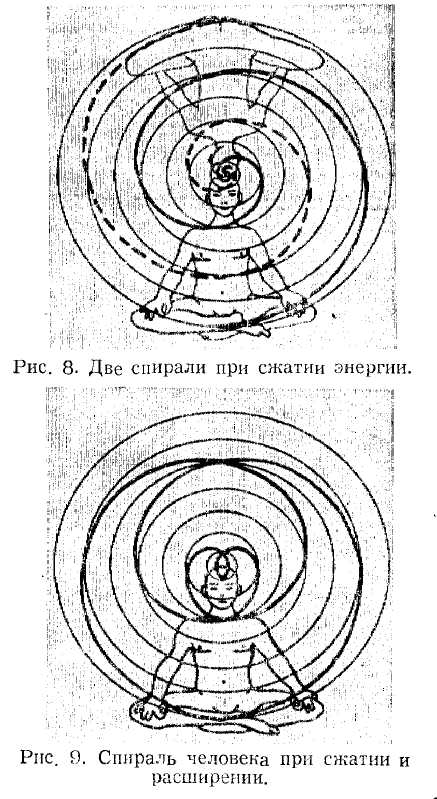 Рис. 8. Две спирали при сжатии энергии.
Рис. 9. Спираль человека при сжатии и
расширении.